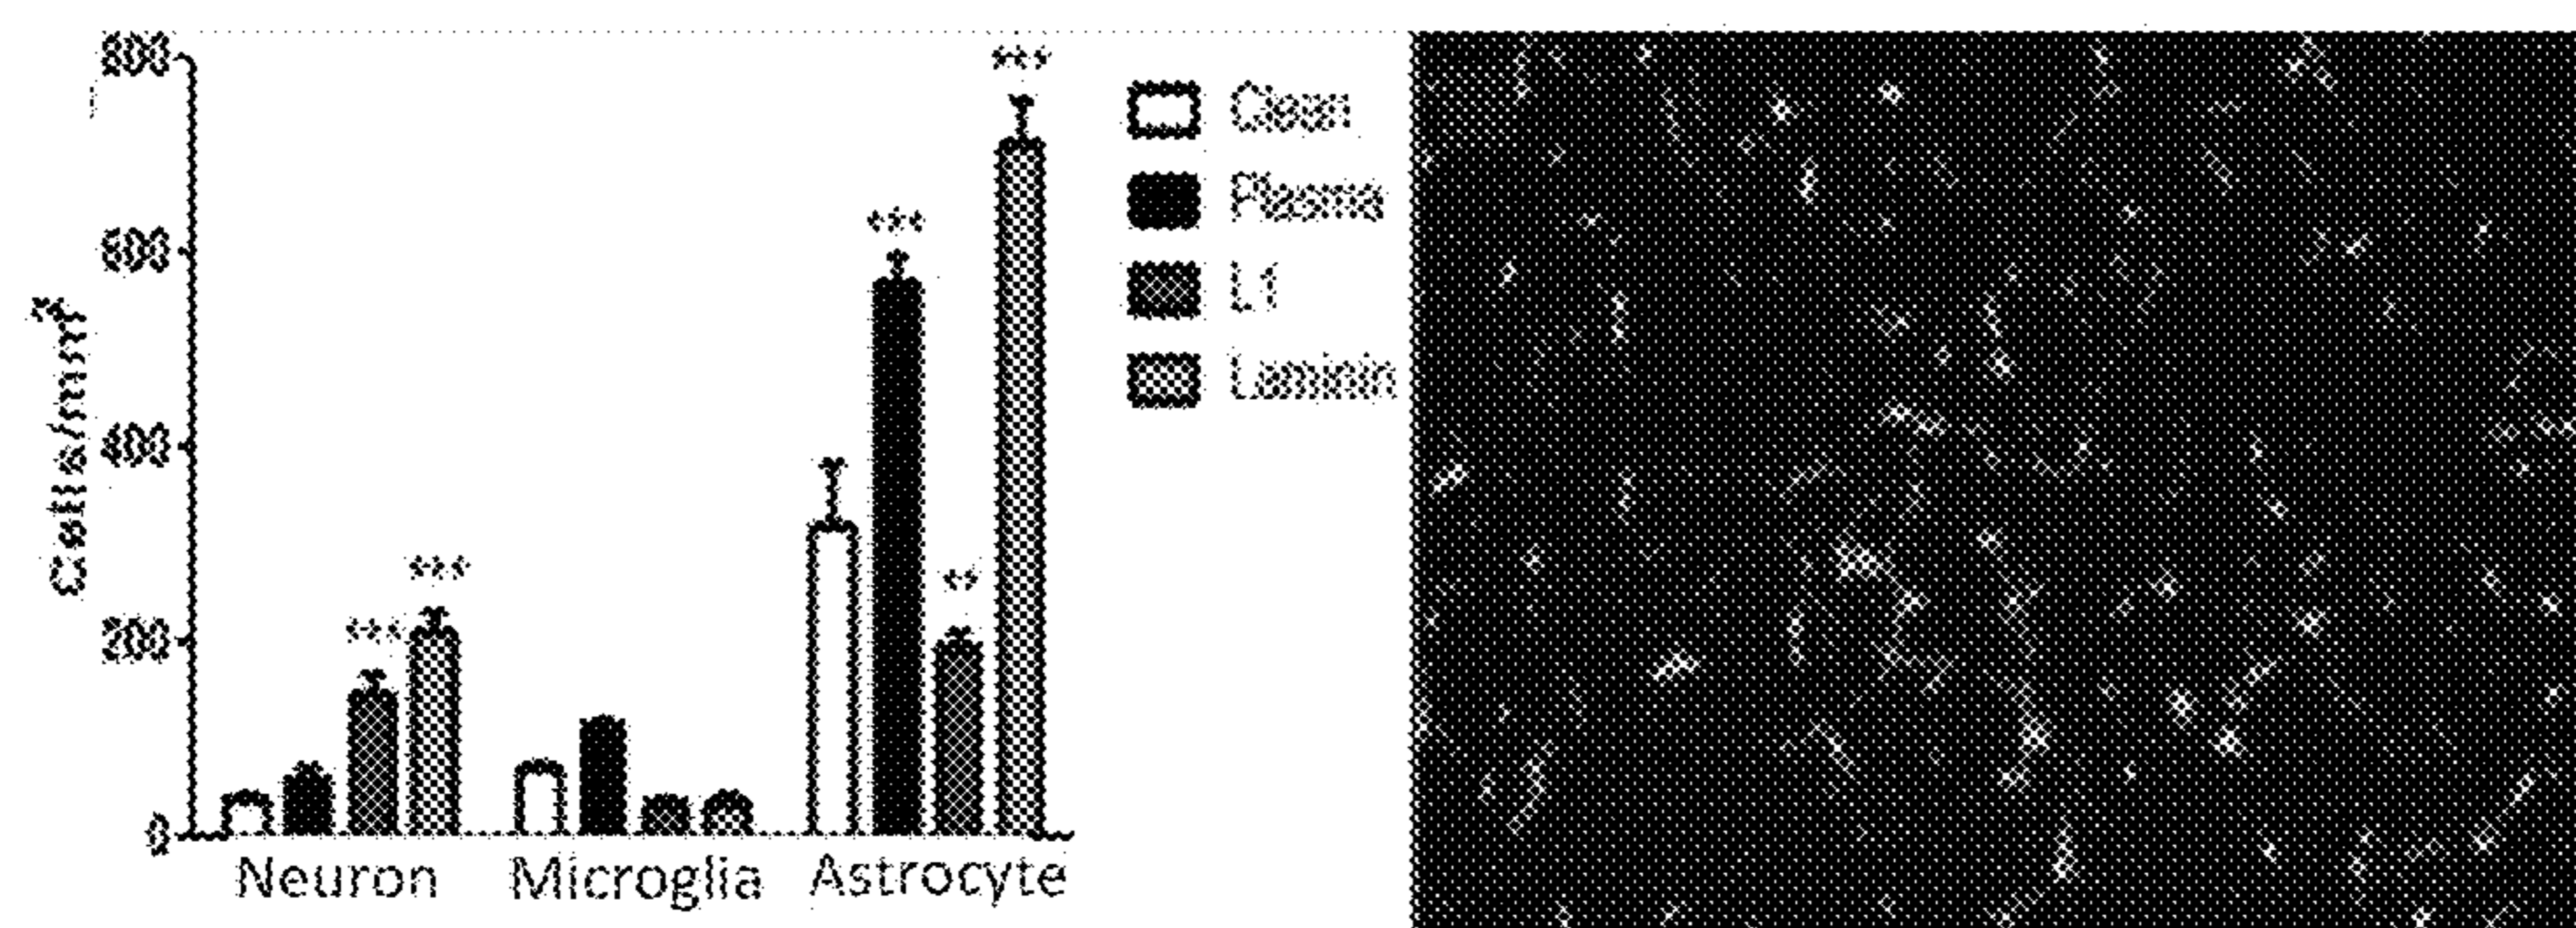 800
600
400
200
0
Cells/mm²
***
***
***
**
***
Neuron
Microglia
Astrocyte
Clean
Plasma
L1
Laminin